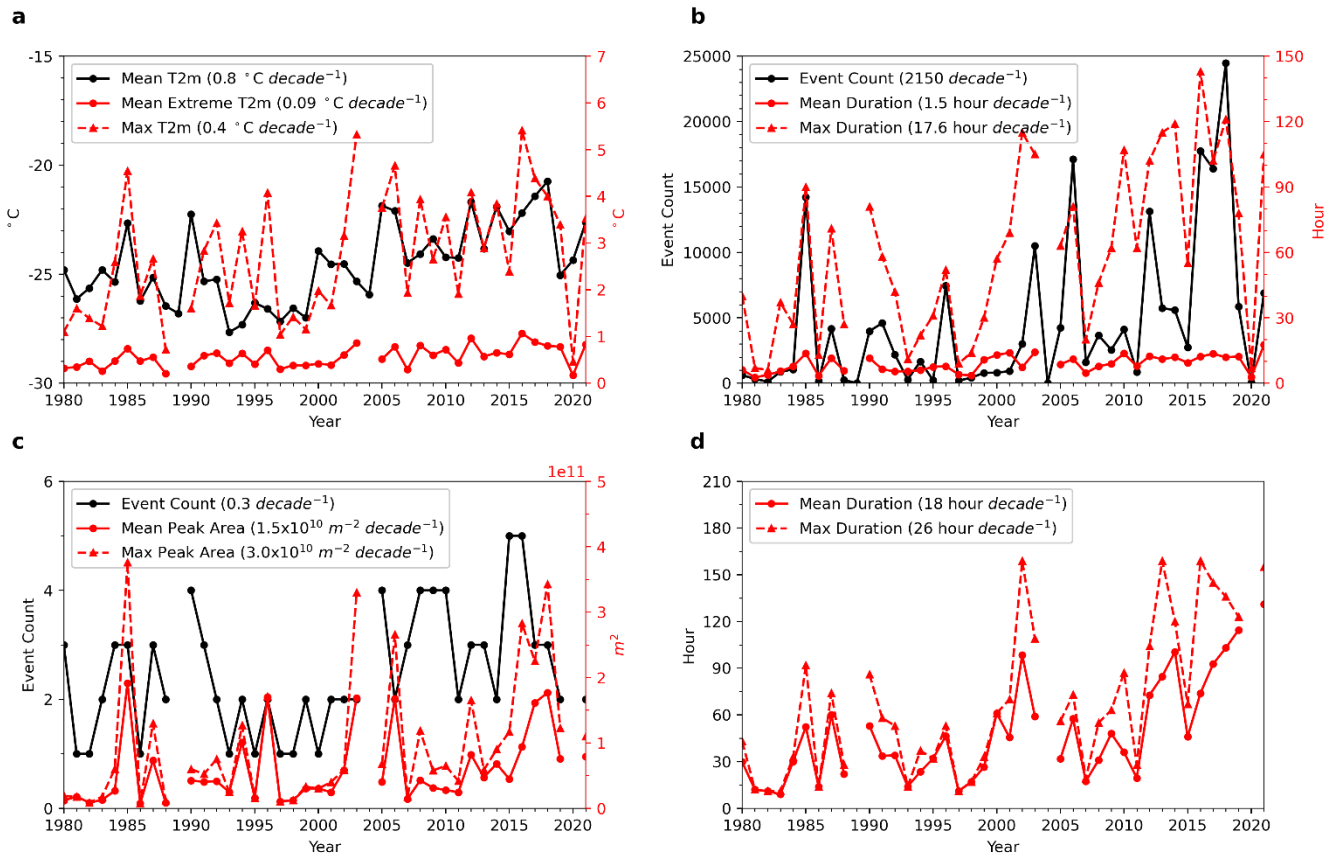 a
Mean T2m (0.8 °C decade⁻¹)
Mean Extreme T2m (0.09 °C decade⁻¹)
Max T2m (0.4 °C decade⁻¹)
-15
-20
-25
-30
°C
7
6
5
4
3
2
1
0
°C
1980 1985 1990 1995 2000 2005 2010 2015 2020
Year
b
Event Count (2150 decade⁻¹)
Mean Duration (1.5 hour decade⁻¹)
Max Duration (17.6 hour decade⁻¹)
25000
20000
15000
10000
5000
0
Event Count
150
120
90
60
30
0
Hour
1980 1985 1990 1995 2000 2005 2010 2015 2020
Year
c
1e11
Event Count (0.3 decade⁻¹)
Mean Peak Area (1.5x10¹⁰ m⁻² decade⁻¹)
Max Peak Area (3.0x10¹⁰ m⁻² decade⁻¹)
6
4
2
0
Event Count
5
4
3
2
1
0
m²
1980 1985 1990 1995 2000 2005 2010 2015 2020
Year
d
Mean Duration (18 hour decade⁻¹)
Max Duration (26 hour decade⁻¹)
210
180
150
120
90
60
30
0
Hour
1980 1985 1990 1995 2000 2005 2010 2015 2020
Year